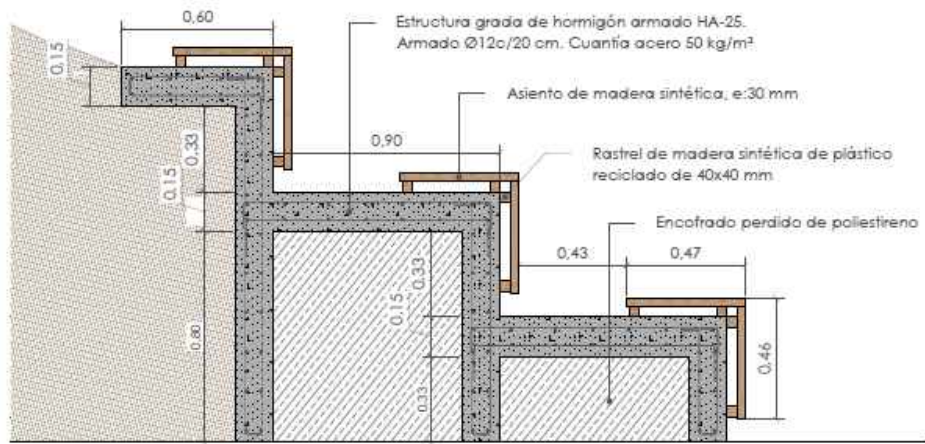 0,60
Estructura grada de hormigón armado HA-25.
Armado Ø12c/20 cm. Cuantía acero 50 kg/m³
0.15
Asiento de madera sintética, e:30 mm
0,90
0.33
Rastrel de madera sintética de plástico
reciclado de 40x40 mm
0.15
Encofrado perdido de poliestireno
0,43
0,47
0.33
0.15
0.80
0,46
0.33